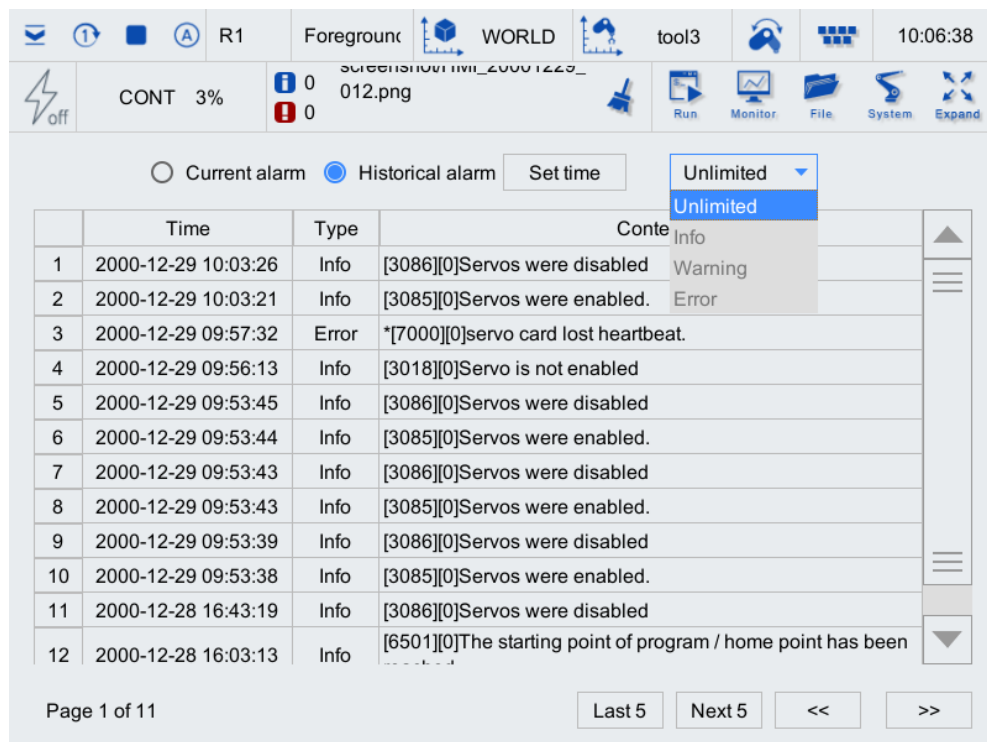 1 A R1 Foregroun WORLD tool3 10:06:38
off CONT 3% i 0 screenshot/HMI_20001229_
! 0 012.png
Run Monitor File System Expand
Current alarm Historical alarm Set time Unlimited
Unlimited
Info
Warning
Error
Time Type Conte
1 2000-12-29 10:03:26 Info [3086][0]Servos were disabled
2 2000-12-29 10:03:21 Info [3085][0]Servos were enabled.
3 2000-12-29 09:57:32 Error *[7000][0]servo card lost heartbeat.
4 2000-12-29 09:56:13 Info [3018][0]Servo is not enabled
5 2000-12-29 09:53:45 Info [3086][0]Servos were disabled
6 2000-12-29 09:53:44 Info [3085][0]Servos were enabled.
7 2000-12-29 09:53:43 Info [3086][0]Servos were disabled
8 2000-12-29 09:53:43 Info [3085][0]Servos were enabled.
9 2000-12-29 09:53:39 Info [3086][0]Servos were disabled
10 2000-12-29 09:53:38 Info [3085][0]Servos were enabled.
11 2000-12-28 16:43:19 Info [3086][0]Servos were disabled
12 2000-12-28 16:03:13 Info [6501][0]The starting point of program / home point has been
Page 1 of 11 Last 5 Next 5 << >>